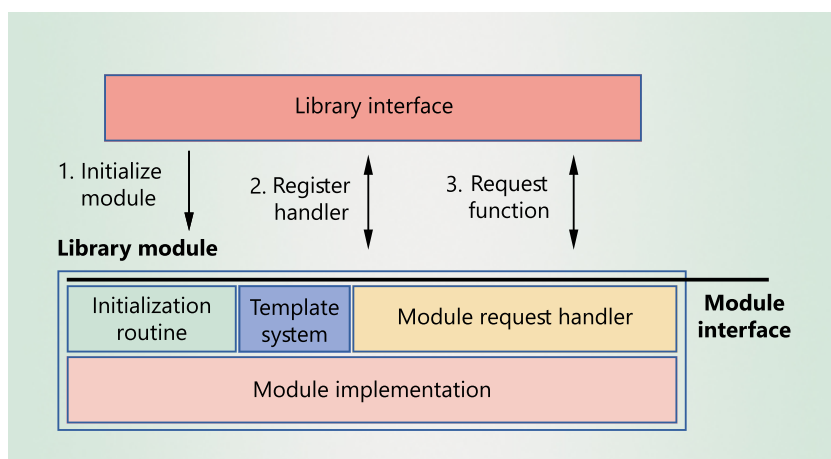 Library interface
1. Initialize
module
2. Register
handler
3. Request
function
Library module
Initialization
routine
Template
system
Module request handler
Module
interface
Module implementation